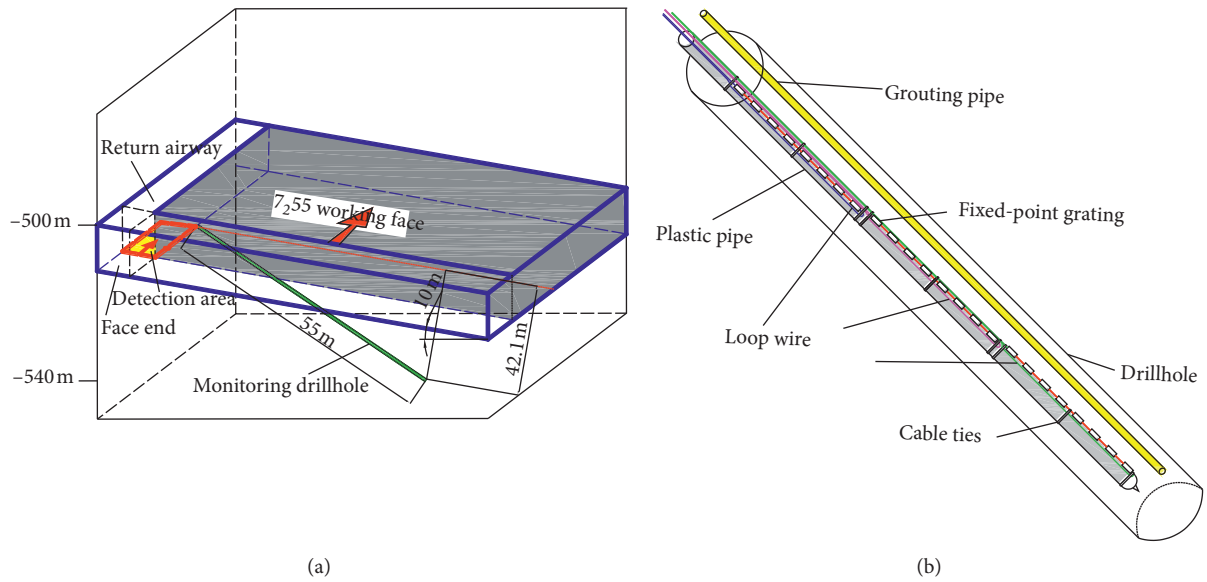 Return airway
–500 m
7₂55 working face
Detection area
Face end
10 m
55 m
42.1 m
–540 m
Monitoring drillhole
(a)
Grouting pipe
Fixed-point grating
Plastic pipe
Loop wire
Drillhole
Cable ties
(b)